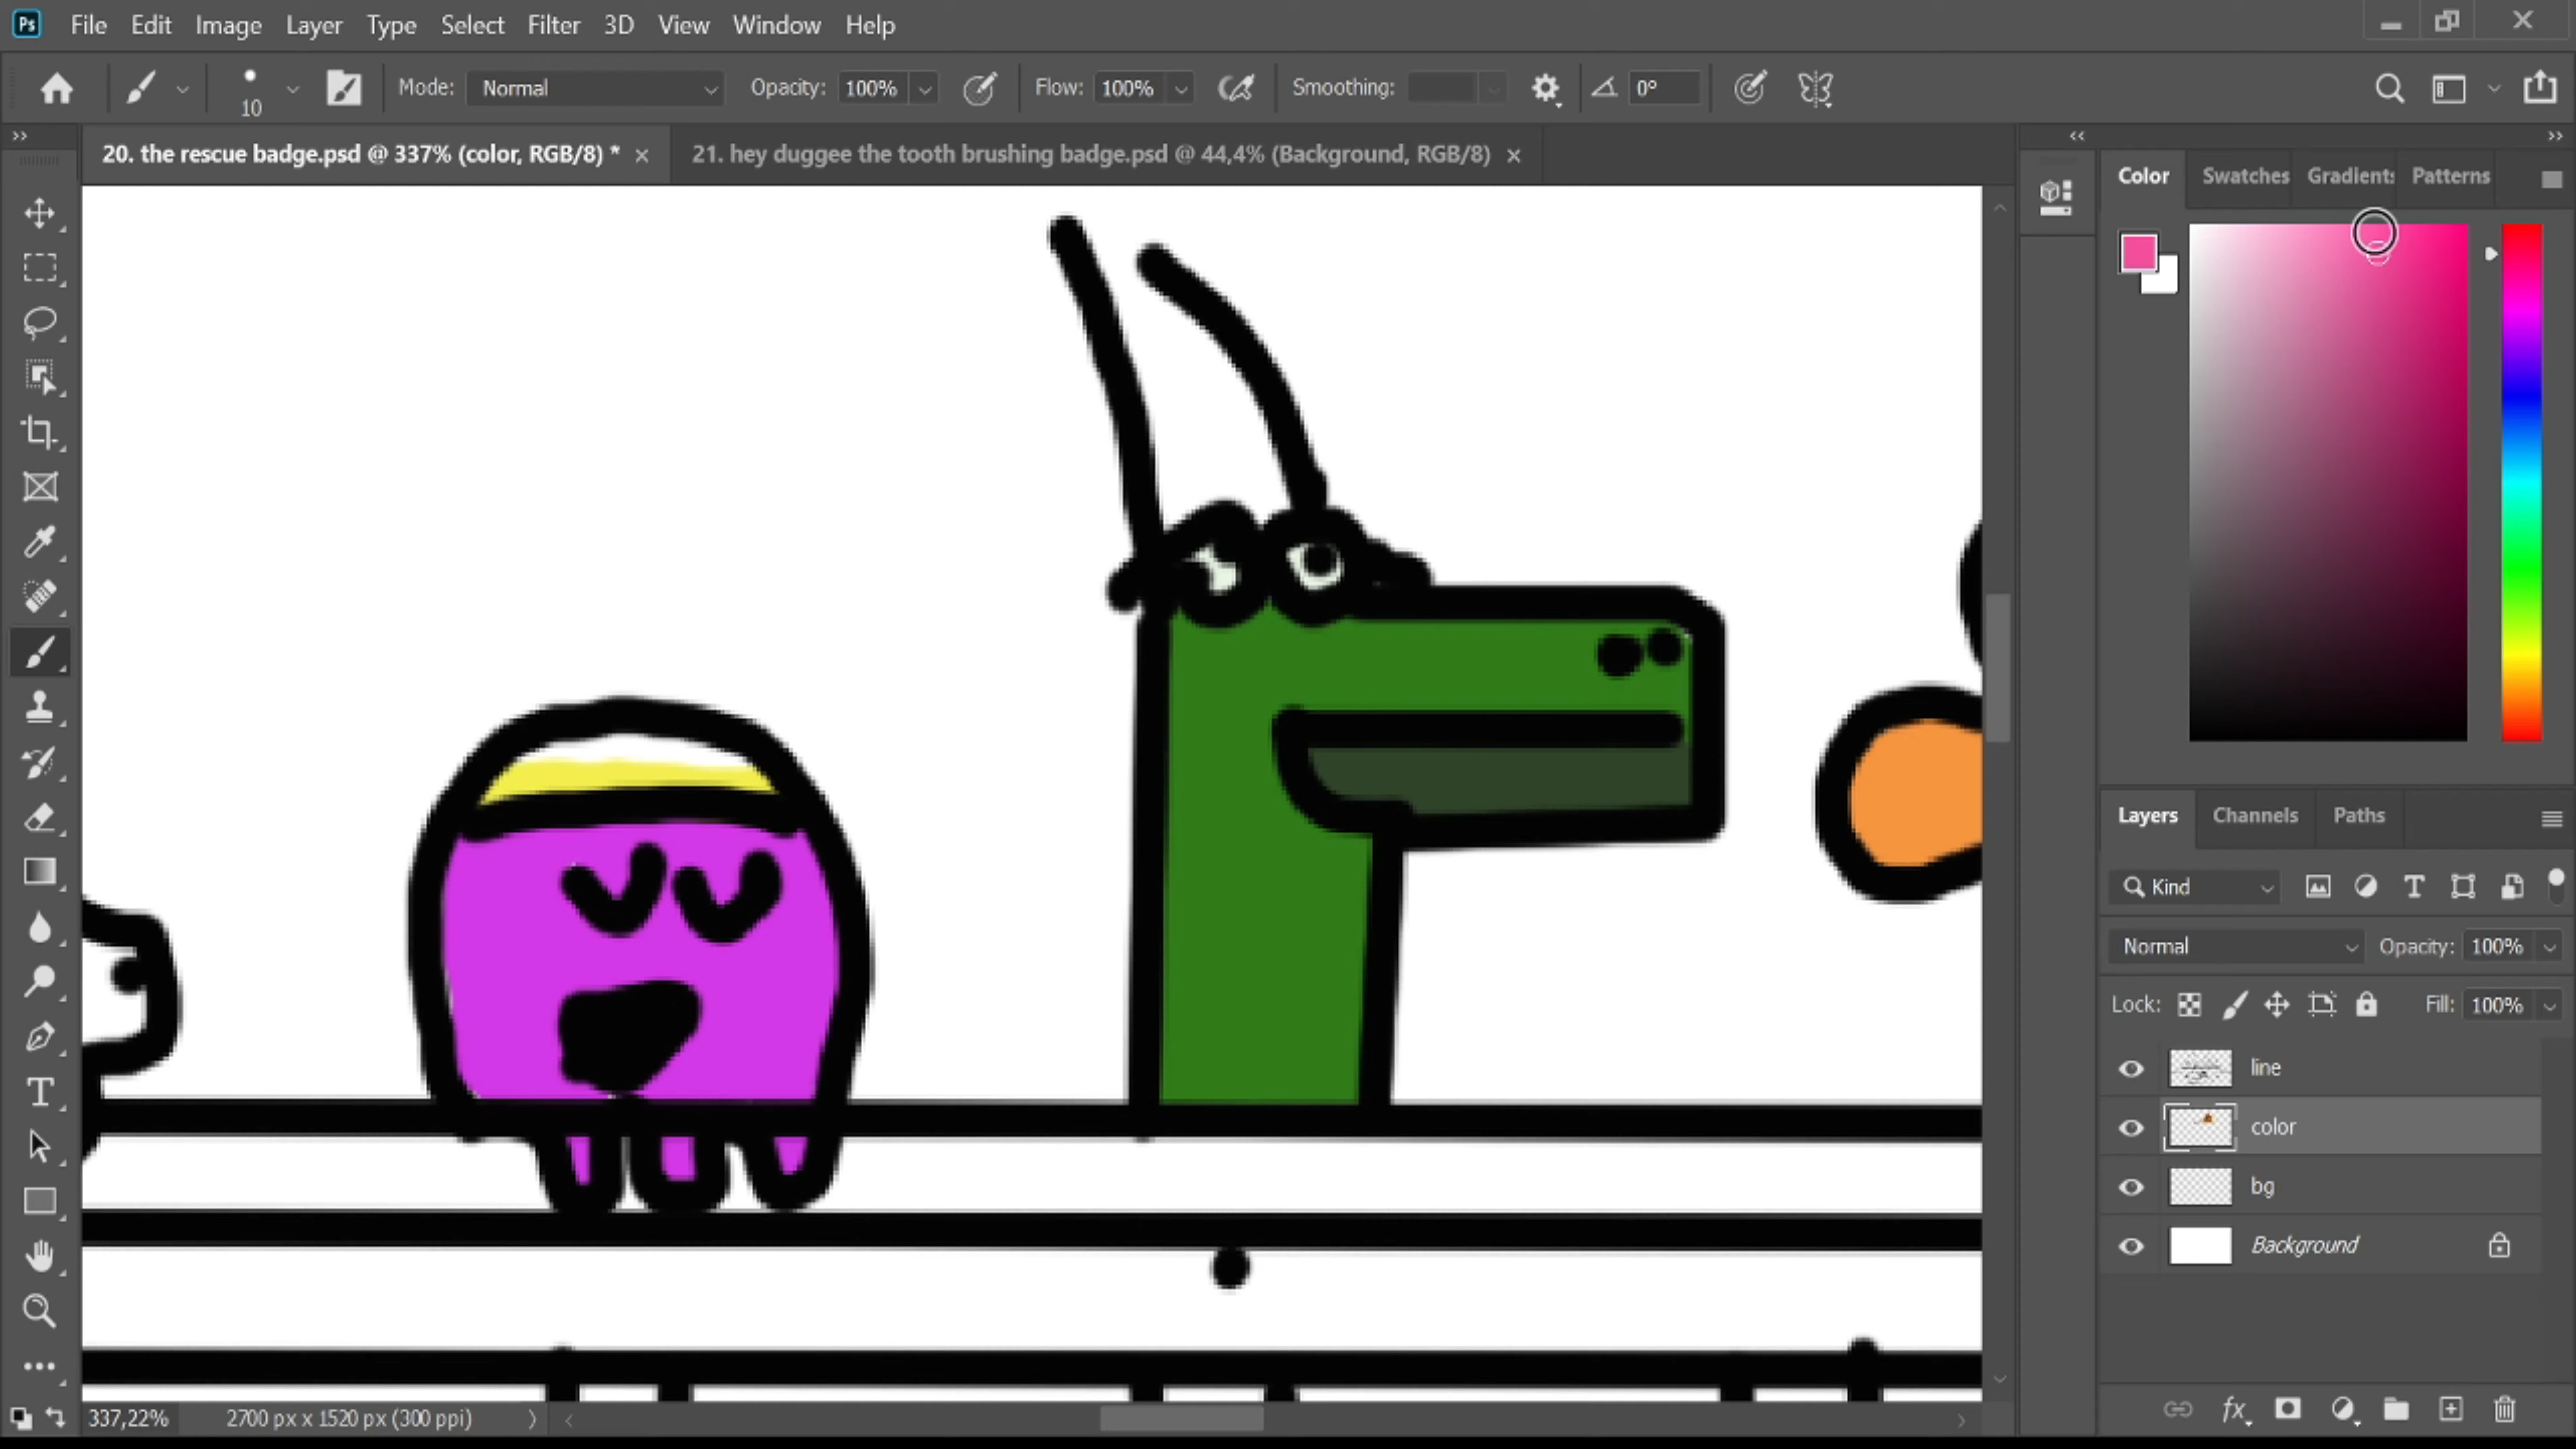 Ps File Edit Image Layer Type Select Filter 3D View Window Help
10 Mode: Normal Opacity: 100% Flow: 100% Smoothing: 0°
20. the rescue badge.psd @ 337% (color, RGB/8) * × 21. hey duggee the tooth brushing badge.psd @ 44,4% (Background, RGB/8) ×
Color Swatches Gradients Patterns
Layers Channels Paths
Kind
Normal Opacity: 100%
Lock: Fill: 100%
line
color
bg
Background
fx
337,22% 2700 px x 1520 px (300 ppi)